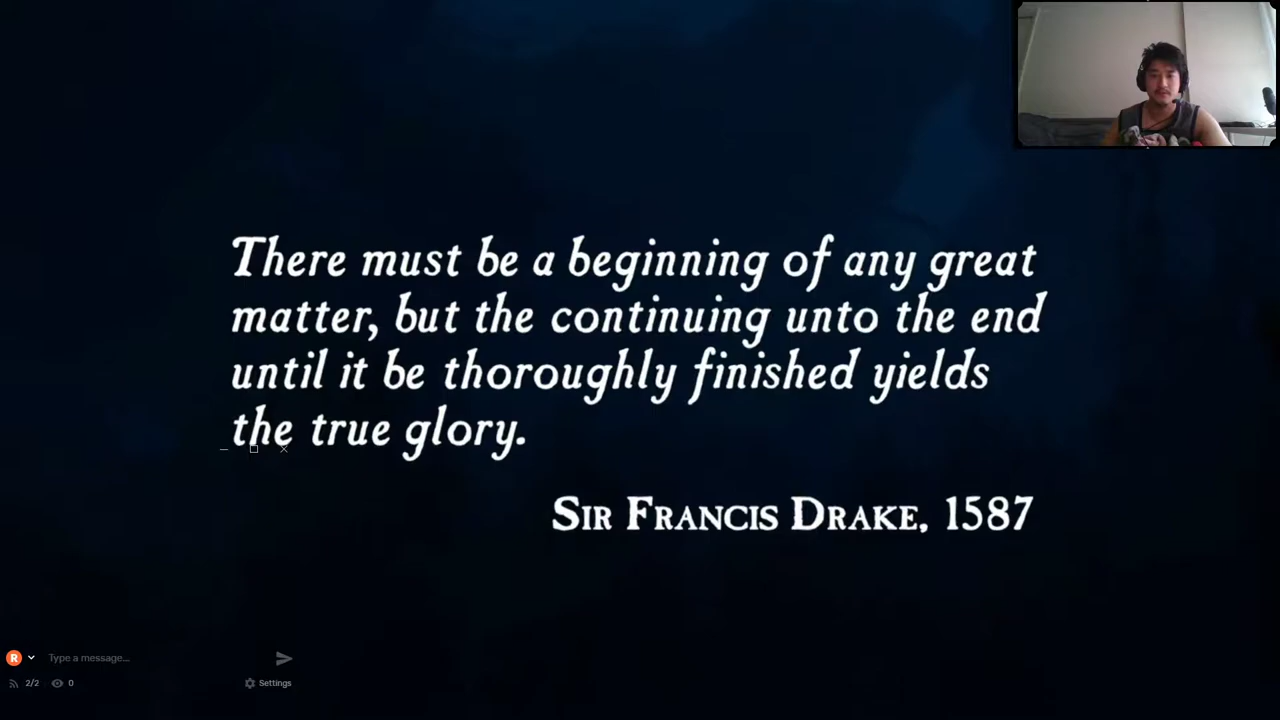 There must be a beginning of any great
matter, but the continuing unto the end
until it be thoroughly finished yields
the true glory.
Sir Francis Drake, 1587
R
Type a message...
2/2
0
Settings